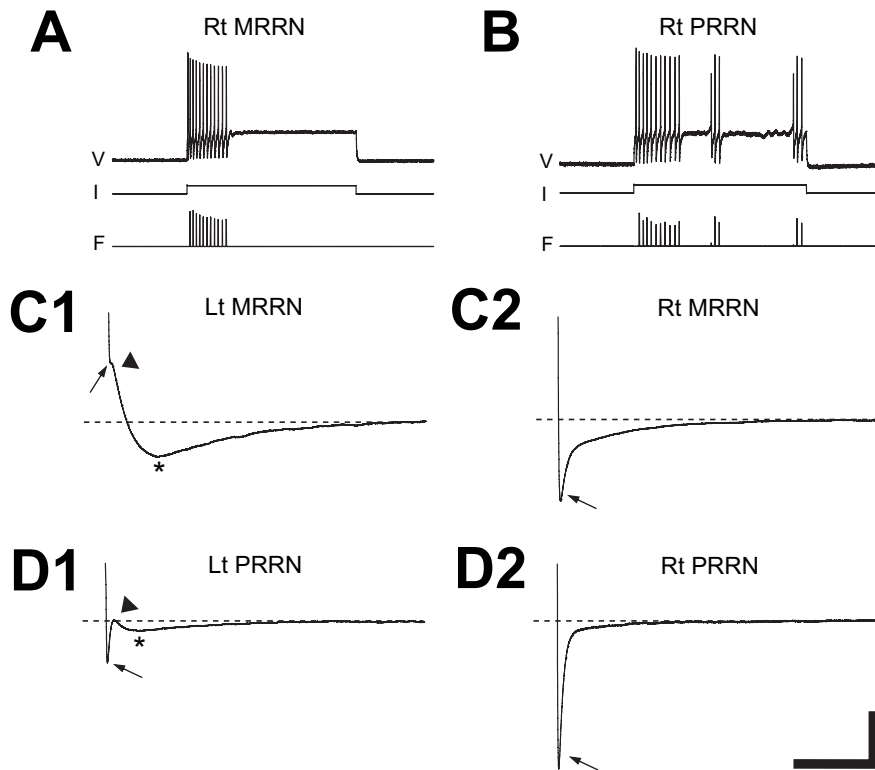 A
Rt MRRN
B
Rt PRRN
V
I
F
V
I
F
C1
Lt MRRN
C2
Rt MRRN
*
D1
Lt PRRN
D2
Rt PRRN
*